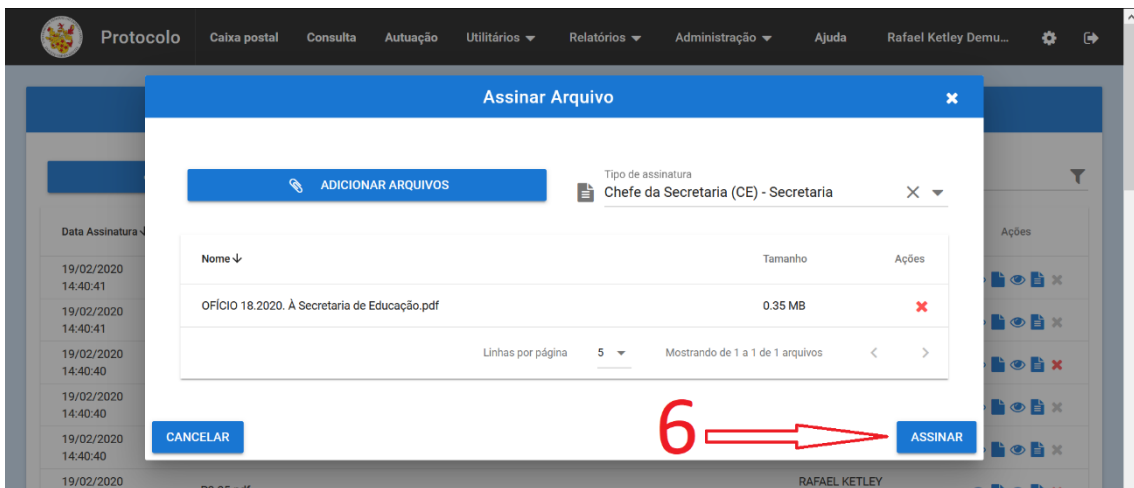 Protocolo Caixa postal Consulta Autuação Utilitários Relatórios Administração Ajuda Rafael Ketley Demu...
Assinar Arquivo
ADICIONAR ARQUIVOS
Tipo de assinatura
Chefe da Secretaria (CE) - Secretaria
Data Assinatura
Ações
Nome Tamanho Ações
19/02/2020
14:40:41
OFÍCIO 18.2020. À Secretaria de Educação.pdf 0.35 MB
19/02/2020
14:40:41
Linhas por página 5 Mostrando de 1 a 1 de 1 arquivos
19/02/2020
14:40:40
19/02/2020
14:40:40
6
CANCELAR ASSINAR
19/02/2020
14:40:40
19/02/2020
RAFAEL KETLEY